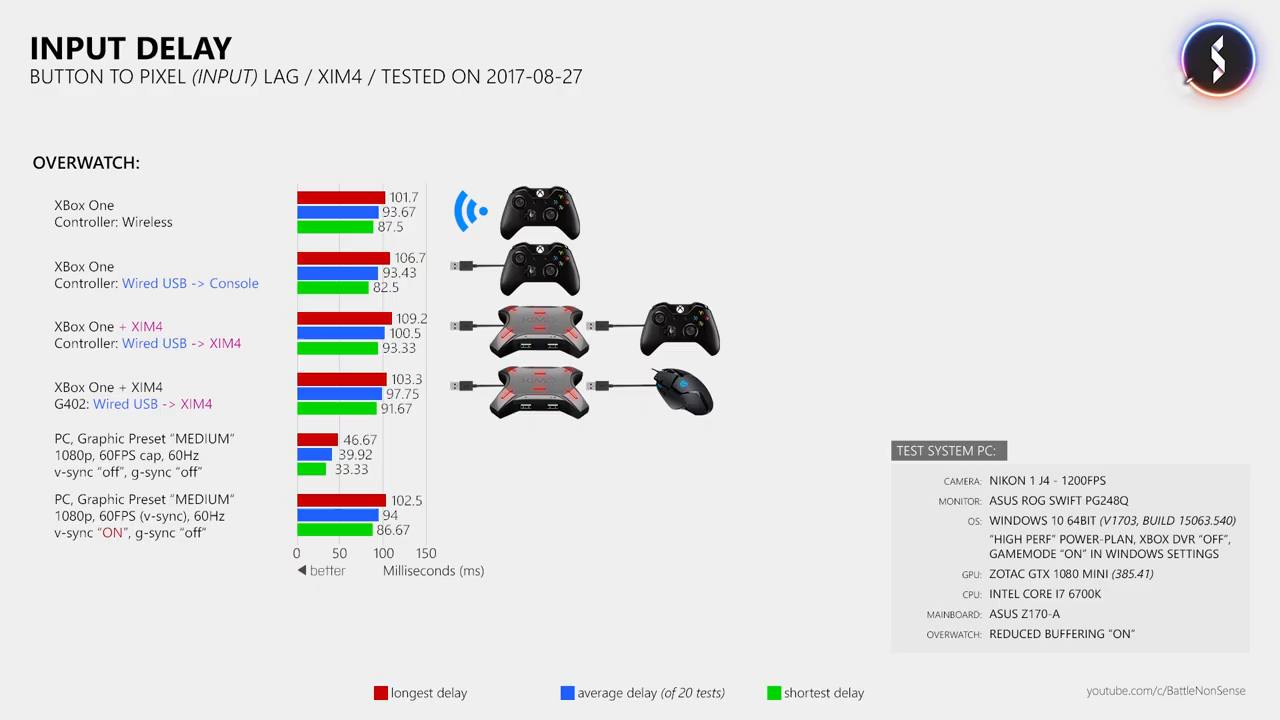 INPUT DELAY
BUTTON TO PIXEL (INPUT) LAG / XIM4 / TESTED ON 2017-08-27
OVERWATCH:
XBox One
Controller: Wireless
101.7
93.67
87.5
XBox One
Controller: Wired USB -> Console
106.7
93.43
82.5
XBox One + XIM4
Controller: Wired USB -> XIM4
109.2
100.5
93.33
XBox One + XIM4
G402: Wired USB -> XIM4
103.3
97.75
91.67
PC, Graphic Preset "MEDIUM"
1080p, 60FPS cap, 60Hz
v-sync "off", g-sync "off"
46.67
39.92
33.33
PC, Graphic Preset "MEDIUM"
1080p, 60FPS (v-sync), 60Hz
v-sync "ON", g-sync "off"
102.5
94
86.67
0 50 100 150
better Milliseconds (ms)
TEST SYSTEM PC:
CAMERA: NIKON 1 J4 - 1200FPS
MONITOR: ASUS ROG SWIFT PG248Q
OS: WINDOWS 10 64BIT (V1703, BUILD 15063.540)
"HIGH PERF" POWER-PLAN, XBOX DVR "OFF",
GAMEMODE "ON" IN WINDOWS SETTINGS
GPU: ZOTAC GTX 1080 MINI (385.41)
CPU: INTEL CORE I7 6700K
MAINBOARD: ASUS Z170-A
OVERWATCH: REDUCED BUFFERING "ON"
longest delay
average delay (of 20 tests)
shortest delay
youtube.com/c/BattleNonSense